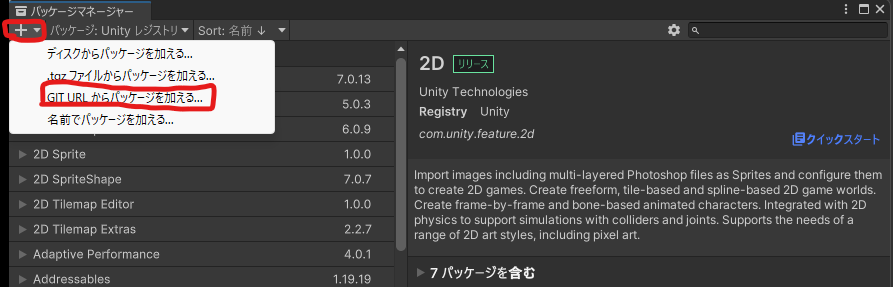 パッケージマネージャー
パッケージ: Unity レジストリ
Sort: 名前 ↓
ディスクからパッケージを加える...
.tgz ファイルからパッケージを加える...
GIT URL からパッケージを加える...
名前でパッケージを加える...
7.0.13
5.0.3
6.0.9
2D Sprite 1.0.0
2D SpriteShape 7.0.7
2D Tilemap Editor 1.0.0
2D Tilemap Extras 2.2.7
Adaptive Performance 4.0.1
Addressables 1.19.19
2D リリース
Unity Technologies
Registry Unity
com.unity.feature.2d
クイックスタート
Import images including multi-layered Photoshop files as Sprites and configure them
to create 2D games. Create freeform, tile-based and spline-based 2D game worlds.
Create frame-by-frame and bone-based animated characters. Integrated with 2D
physics to support simulations with colliders and joints. Supports the needs of a
range of 2D art styles, including pixel art.
7 パッケージを含む